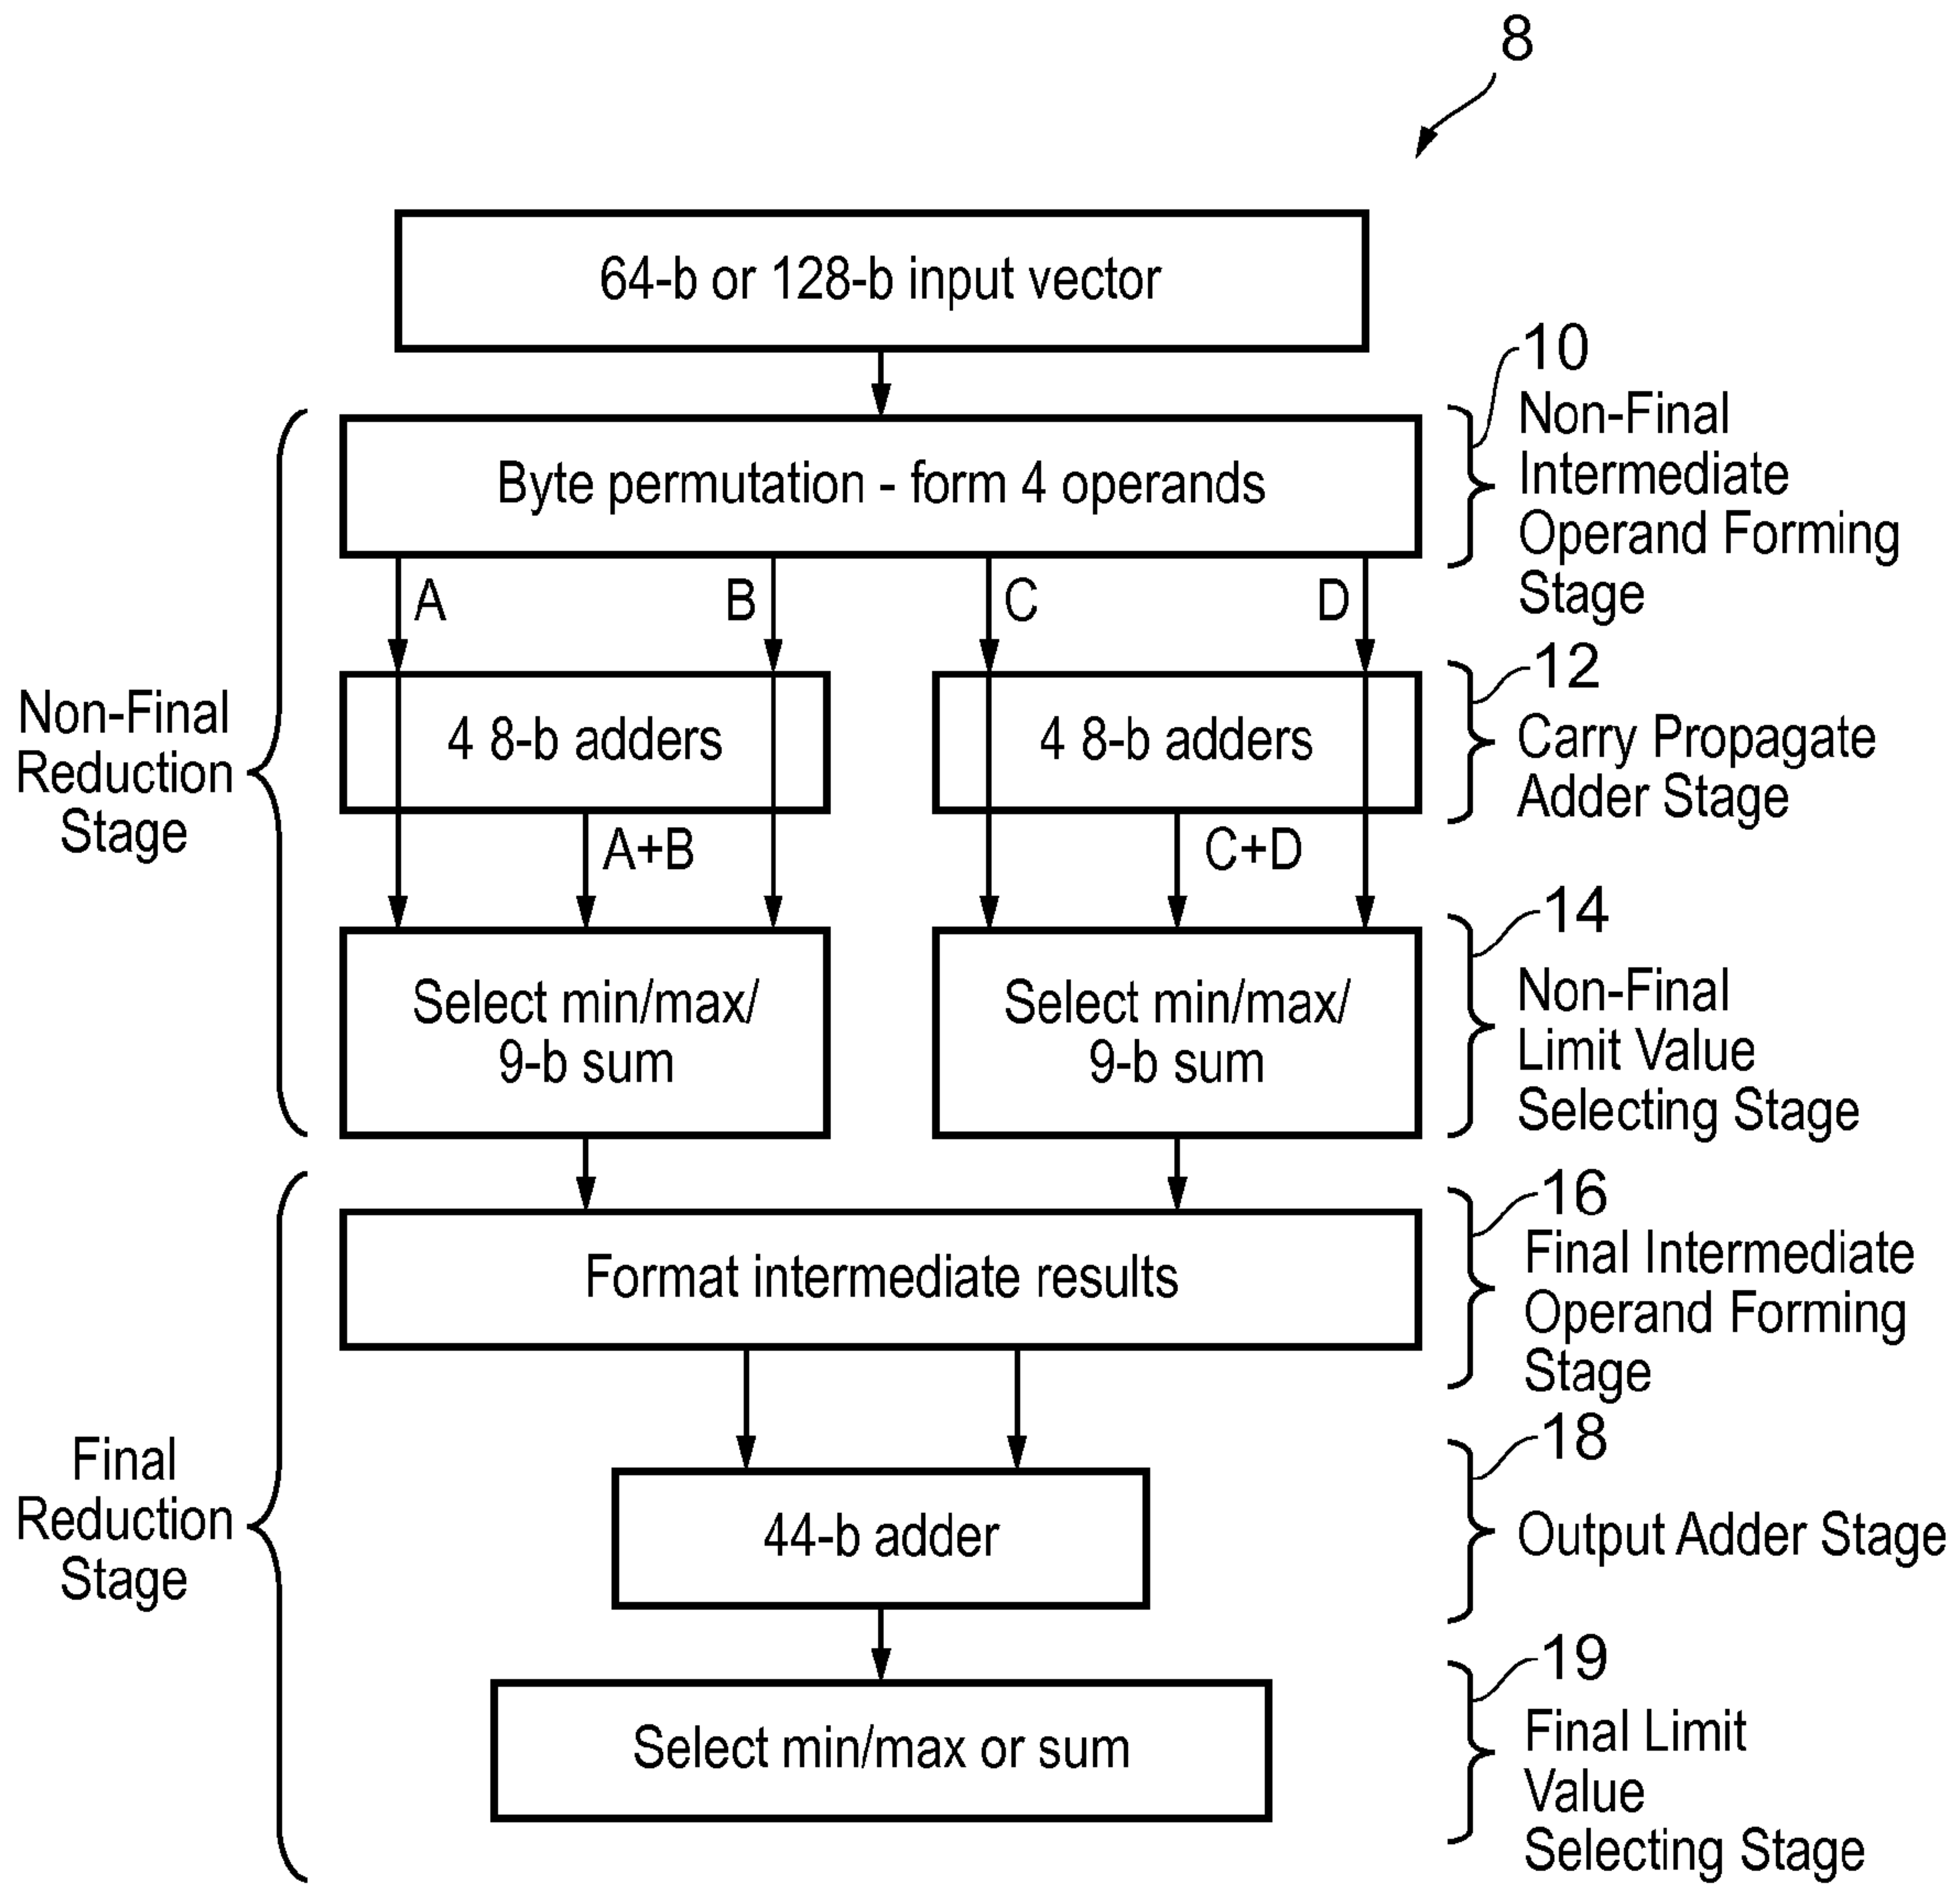 8
64-b or 128-b input vector
10
Non-Final
Intermediate
Operand Forming
Stage
Byte permutation - form 4 operands
A
B
C
D
12
Carry Propagate
Adder Stage
4 8-b adders
4 8-b adders
Non-Final
Reduction
Stage
A+B
C+D
14
Non-Final
Limit Value
Selecting Stage
Select min/max/
9-b sum
Select min/max/
9-b sum
16
Final Intermediate
Operand Forming
Stage
Format intermediate results
18
Output Adder Stage
44-b adder
Final
Reduction
Stage
19
Final Limit
Value
Selecting Stage
Select min/max or sum